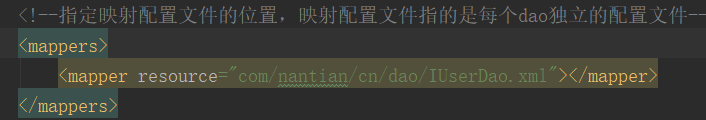 <!--指定映射配置文件的位置，映射配置文件指的是每个dao独立的配置文件--
<mappers>
<mapper resource="com/nantian/cn/dao/IUserDao.xml"></mapper>
</mappers>